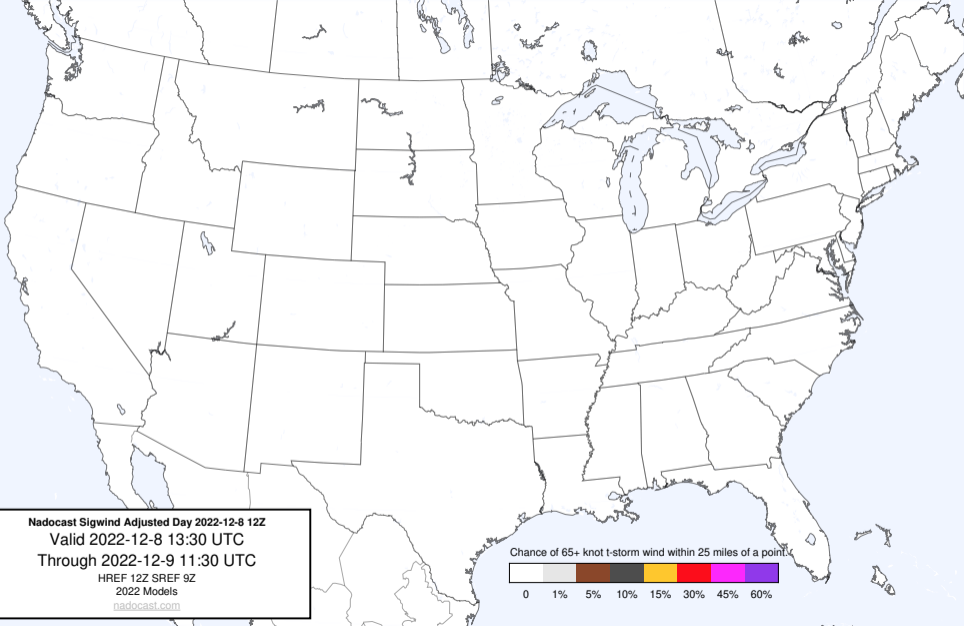 Nadocast Sigwind Adjusted Day 2022-12-8 12Z
Valid 2022-12-8 13:30 UTC
Through 2022-12-9 11:30 UTC
HREF 12Z SREF 9Z
2022 Models
nadocast.com
Chance of 65+ knot t-storm wind within 25 miles of a point.
0 1% 5% 10% 15% 30% 45% 60%